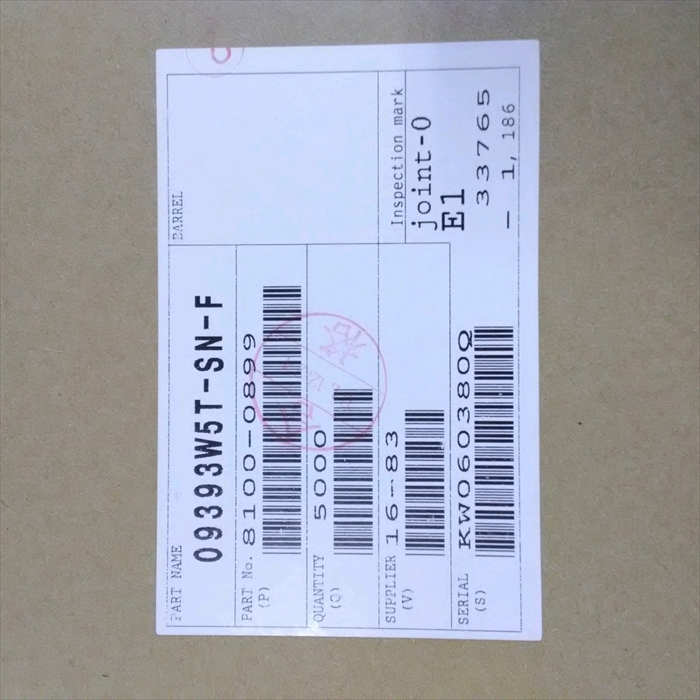 PART NAME
BARREL
09393W5T-SN-F
PART No. 8100-0899
(P)
QUANTITY 5000
(Q)
SUPPLIER 16-83
(V)
Inspection mark
joint-O
E1
SERIAL KW060380Q
(S)
33765
- 1, 186